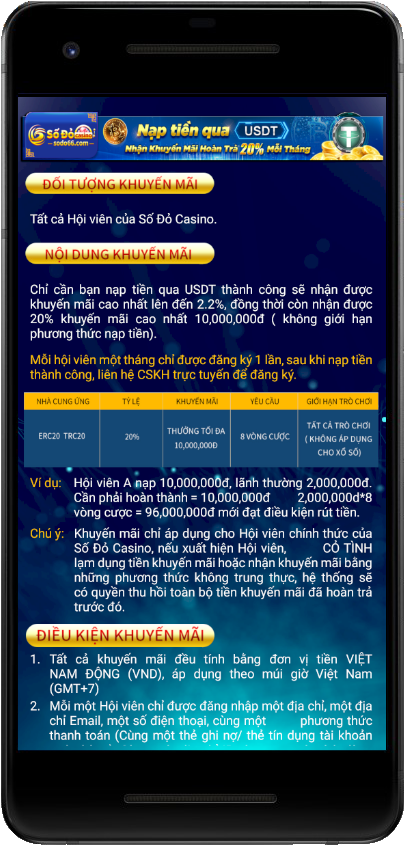 Số Đỏ CASINO
sodo66.com
Nạp tiền qua USDT
Nhận Khuyến Mãi Hoàn Trả 20% Mỗi Tháng
ĐỐI TƯỢNG KHUYẾN MÃI
Tất cả Hội viên của Số Đỏ Casino.
NỘI DUNG KHUYẾN MÃI
Chỉ cần bạn nạp tiền qua USDT thành công sẽ nhận được
khuyến mãi cao nhất lên đến 2.2%, đồng thời còn nhận được
20% khuyến mãi cao nhất 10,000,000đ ( không giới hạn
phương thức nạp tiền).
Mỗi hội viên một tháng chỉ được đăng ký 1 lần, sau khi nạp tiền
thành công, liên hệ CSKH trực tuyến để đăng ký.
NHÀ CUNG ỨNG TỶ LỆ KHUYẾN MÃI YÊU CẦU GIỚI HẠN TRÒ CHƠI
ERC20 TRC20 20% THƯỞNG TỐI ĐA 10,000,000Đ 8 VÒNG CƯỢC TẤT CẢ TRÒ CHƠI ( KHÔNG ÁP DỤNG CHO XỔ SỐ)
Ví dụ: Hội viên A nạp 10,000,000đ, lãnh thưởng 2,000,000đ.
Cần phải hoàn thành = 10,000,000đ 2,000,000đ*8
vòng cược = 96,000,000đ mới đạt điều kiện rút tiền.
Chú ý: Khuyến mãi chỉ áp dụng cho Hội viên chính thức của
Số Đỏ Casino, nếu xuất hiện Hội viên, CỐ TÌNH
lạm dụng tiền khuyến mãi hoặc nhận khuyến mãi bằng
những phương thức không trung thực, hệ thống sẽ
có quyền thu hồi toàn bộ tiền khuyến mãi đã hoàn trả
trước đó.
ĐIỀU KIỆN KHUYẾN MÃI
1. Tất cả khuyến mãi đều tính bằng đơn vị tiền VIỆT
NAM ĐỘNG (VND), áp dụng theo múi giờ Việt Nam
(GMT+7)
2. Mỗi một Hội viên chỉ được đăng nhập một địa chỉ, một địa
chỉ Email, một số điện thoại, cùng một phương thức
thanh toán (Cùng một thẻ ghi nợ/ thẻ tín dụng tài khoản